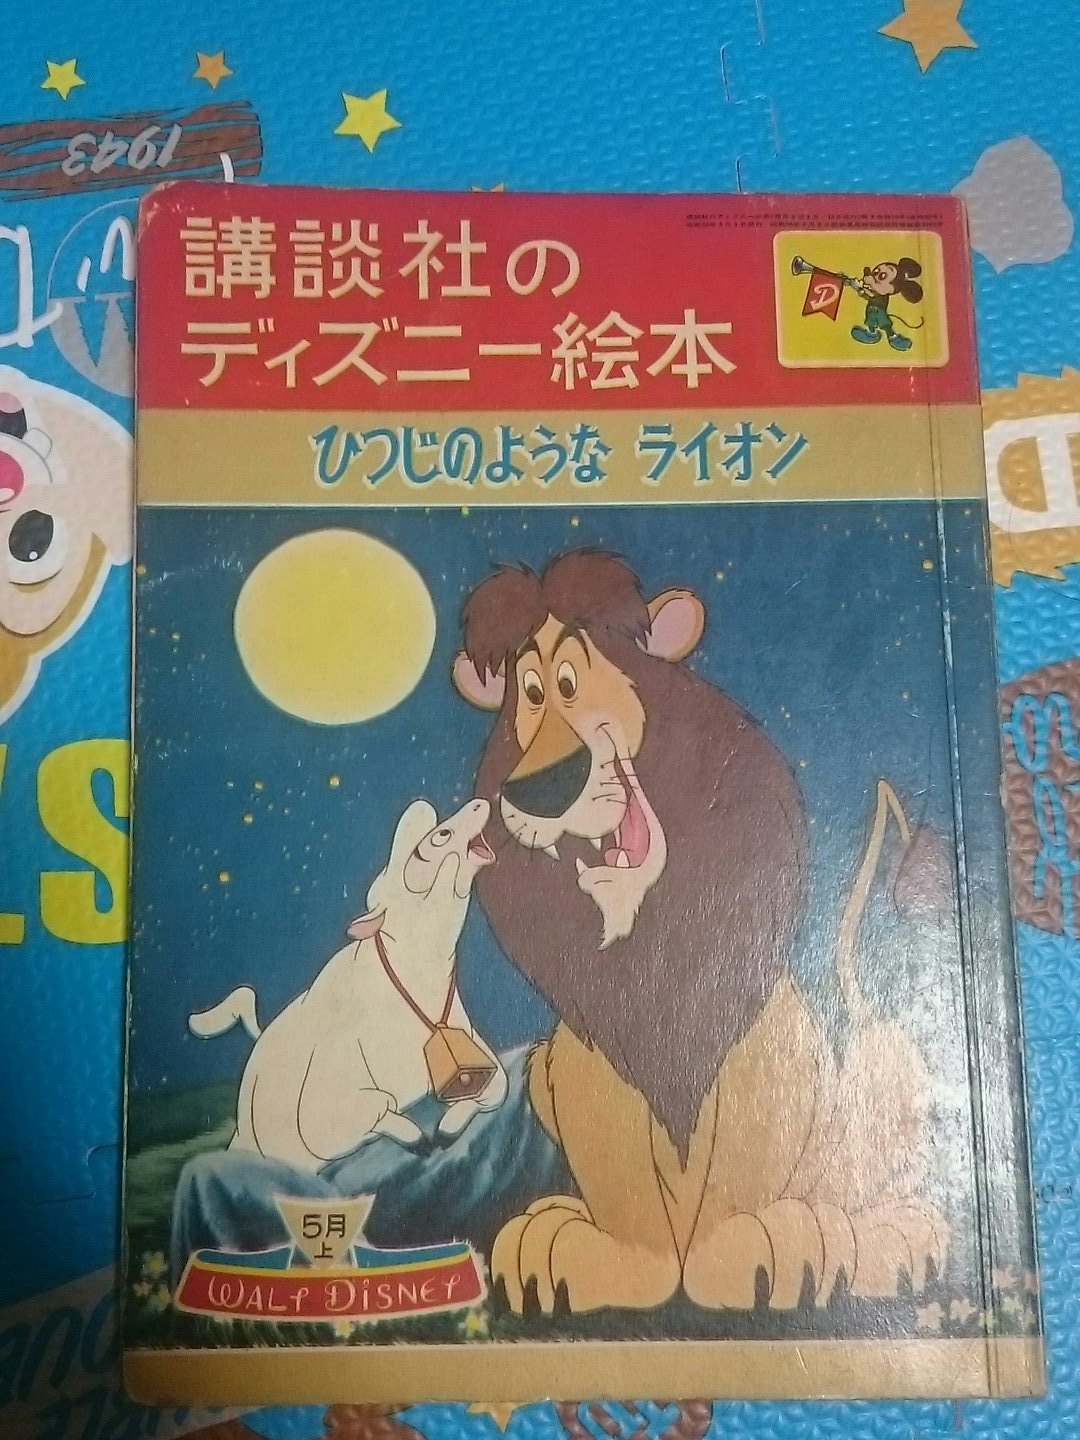 講談社の
ディズニー絵本
D
ひつじのような ライオン
5月
上
WALT DISNEY
1943